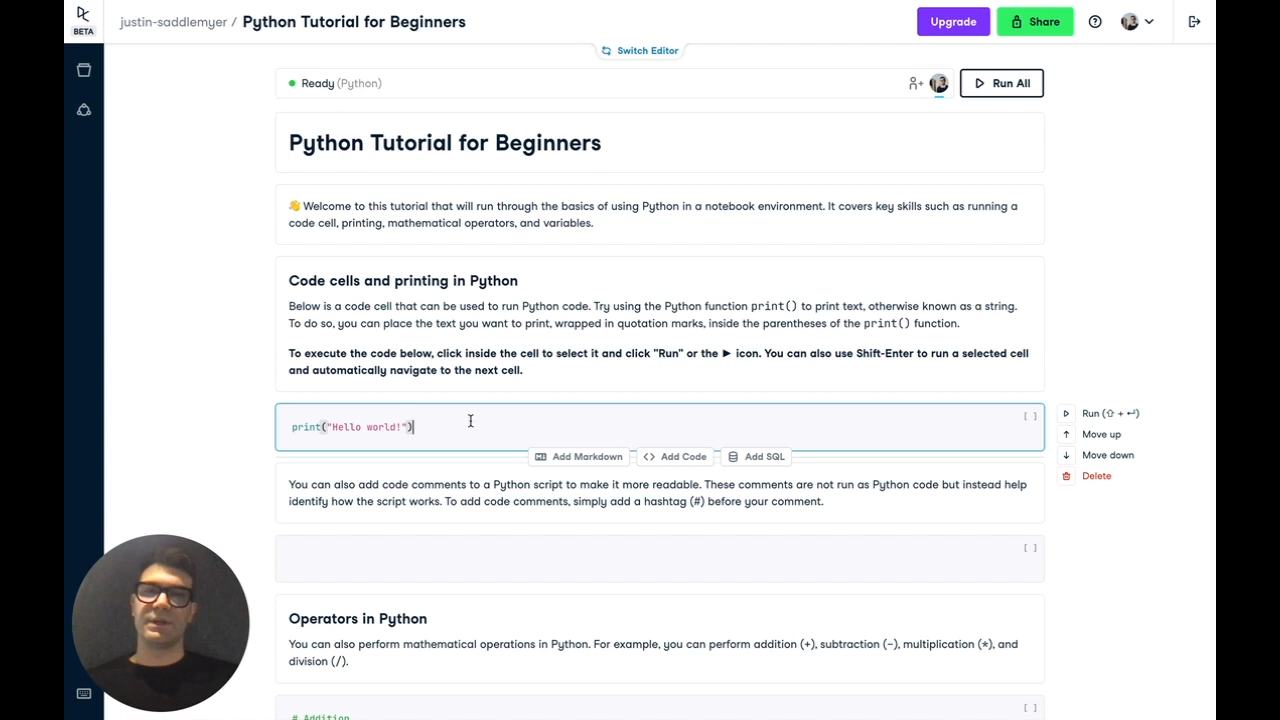 BETA
justin-saddlemyer / Python Tutorial for Beginners
Upgrade
Share
Switch Editor
Ready (Python)
Run All
Python Tutorial for Beginners
👋 Welcome to this tutorial that will run through the basics of using Python in a notebook environment. It covers key skills such as running a
code cell, printing, mathematical operators, and variables.
Code cells and printing in Python
Below is a code cell that can be used to run Python code. Try using the Python function print() to print text, otherwise known as a string.
To do so, you can place the text you want to print, wrapped in quotation marks, inside the parentheses of the print() function.
To execute the code below, click inside the cell to select it and click "Run" or the ► icon. You can also use Shift-Enter to run a selected cell
and automatically navigate to the next cell.
[ ]
print("Hello world!")
Run (⇧ + ↵)
Move up
Move down
Delete
Add Markdown
Add Code
Add SQL
You can also add code comments to a Python script to make it more readable. These comments are not run as Python code but instead help
identify how the script works. To add code comments, simply add a hashtag (#) before your comment.
[ ]
Operators in Python
You can also perform mathematical operations in Python. For example, you can perform addition (+), subtraction (-), multiplication (*), and
division (/).
[ ]
# Addition